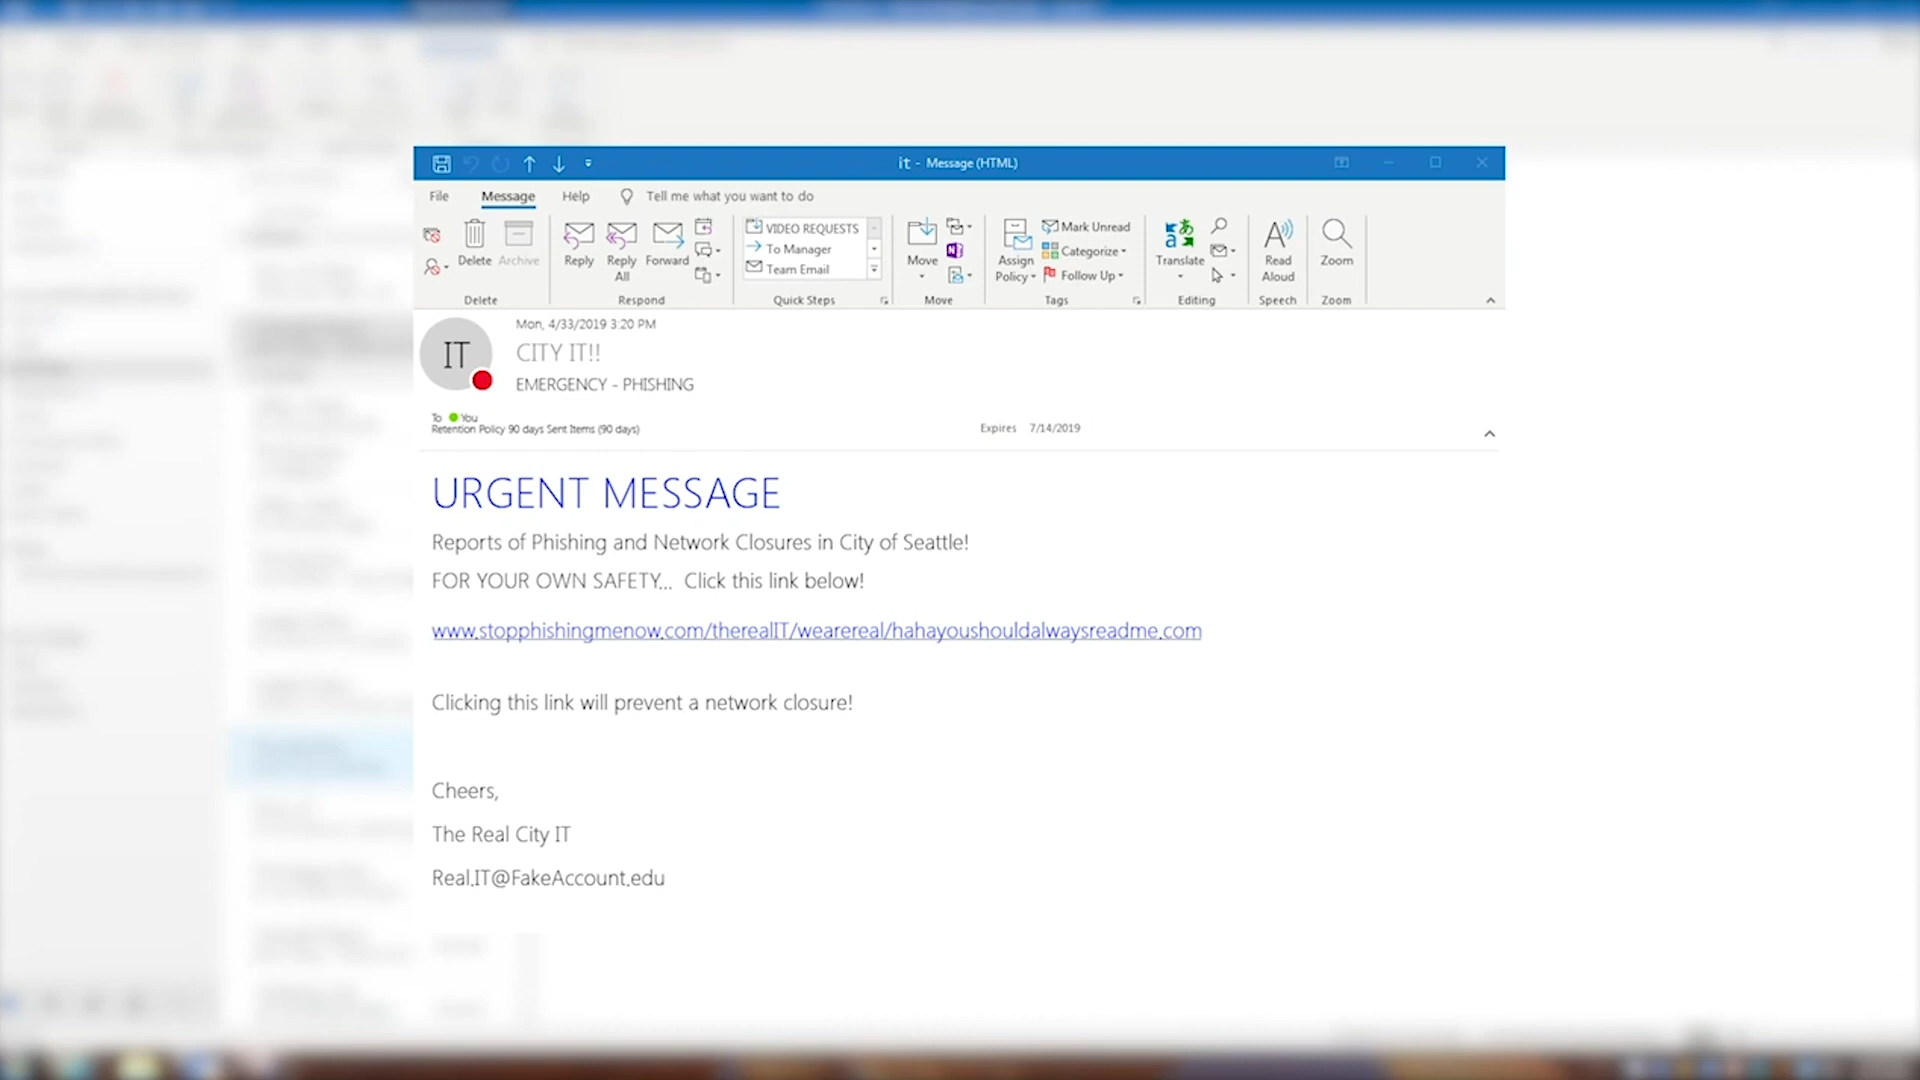 it - Message (HTML)
File Message Help Tell me what you want to do
Delete Archive Reply Reply All Forward VIDEO REQUESTS To Manager Team Email Move Assign Policy Mark Unread Categorize Follow Up Translate Read Aloud Zoom
Delete Respond Quick Steps Move Tags Editing Speech Zoom
Mon, 4/33/2019 3:20 PM
IT
CITY IT!!
EMERGENCY - PHISHING
To You
Retention Policy 90 days Sent Items (90 days) Expires 7/14/2019
URGENT MESSAGE
Reports of Phishing and Network Closures in City of Seattle!
FOR YOUR OWN SAFETY... Click this link below!
www.stopphishingmenow.com/therealIT/wearereal/hahayoushouldalwaysreadme.com
Clicking this link will prevent a network closure!
Cheers,
The Real City IT
Real.IT@FakeAccount.edu